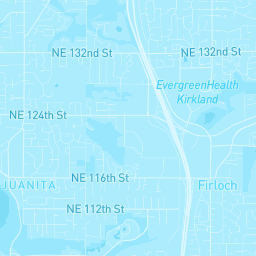 NE 132nd St
NE 132nd St
EvergreenHealth
Kirkland
NE 124th St
JUANITA
NE 116th St
Firloch
NE 112th St